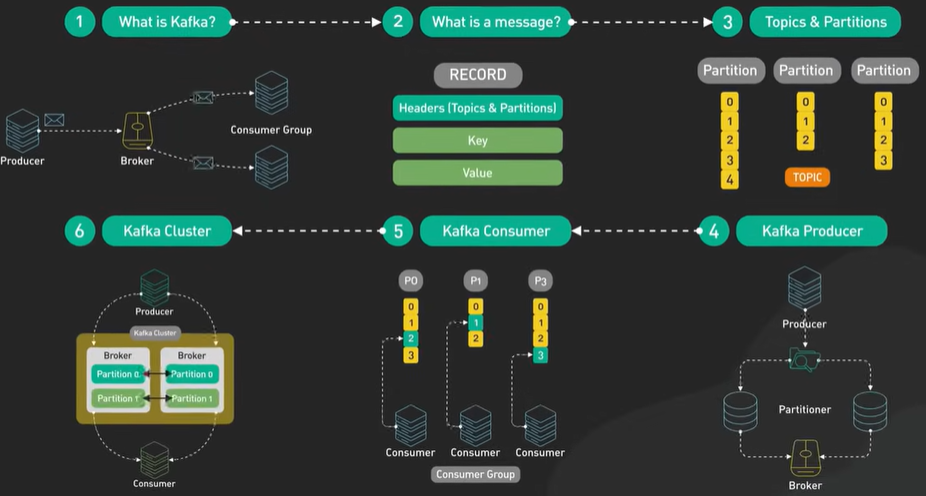 1 What is Kafka?
2 What is a message?
3 Topics & Partitions
Producer
Broker
Consumer Group
RECORD
Headers (Topics & Partitions)
Key
Value
Partition Partition Partition
0 0 0
1 1 1
2 2 2
3 3
4
TOPIC
6 Kafka Cluster
5 Kafka Consumer
4 Kafka Producer
Producer
Kafka Cluster
Broker Broker
Partition 0 Partition 0
Partition 1 Partition 1
Consumer
P0 P1 P3
0 0 0
1 1 1
2 2 2
3 3
Consumer Consumer Consumer
Consumer Group
Producer
Partitioner
Broker